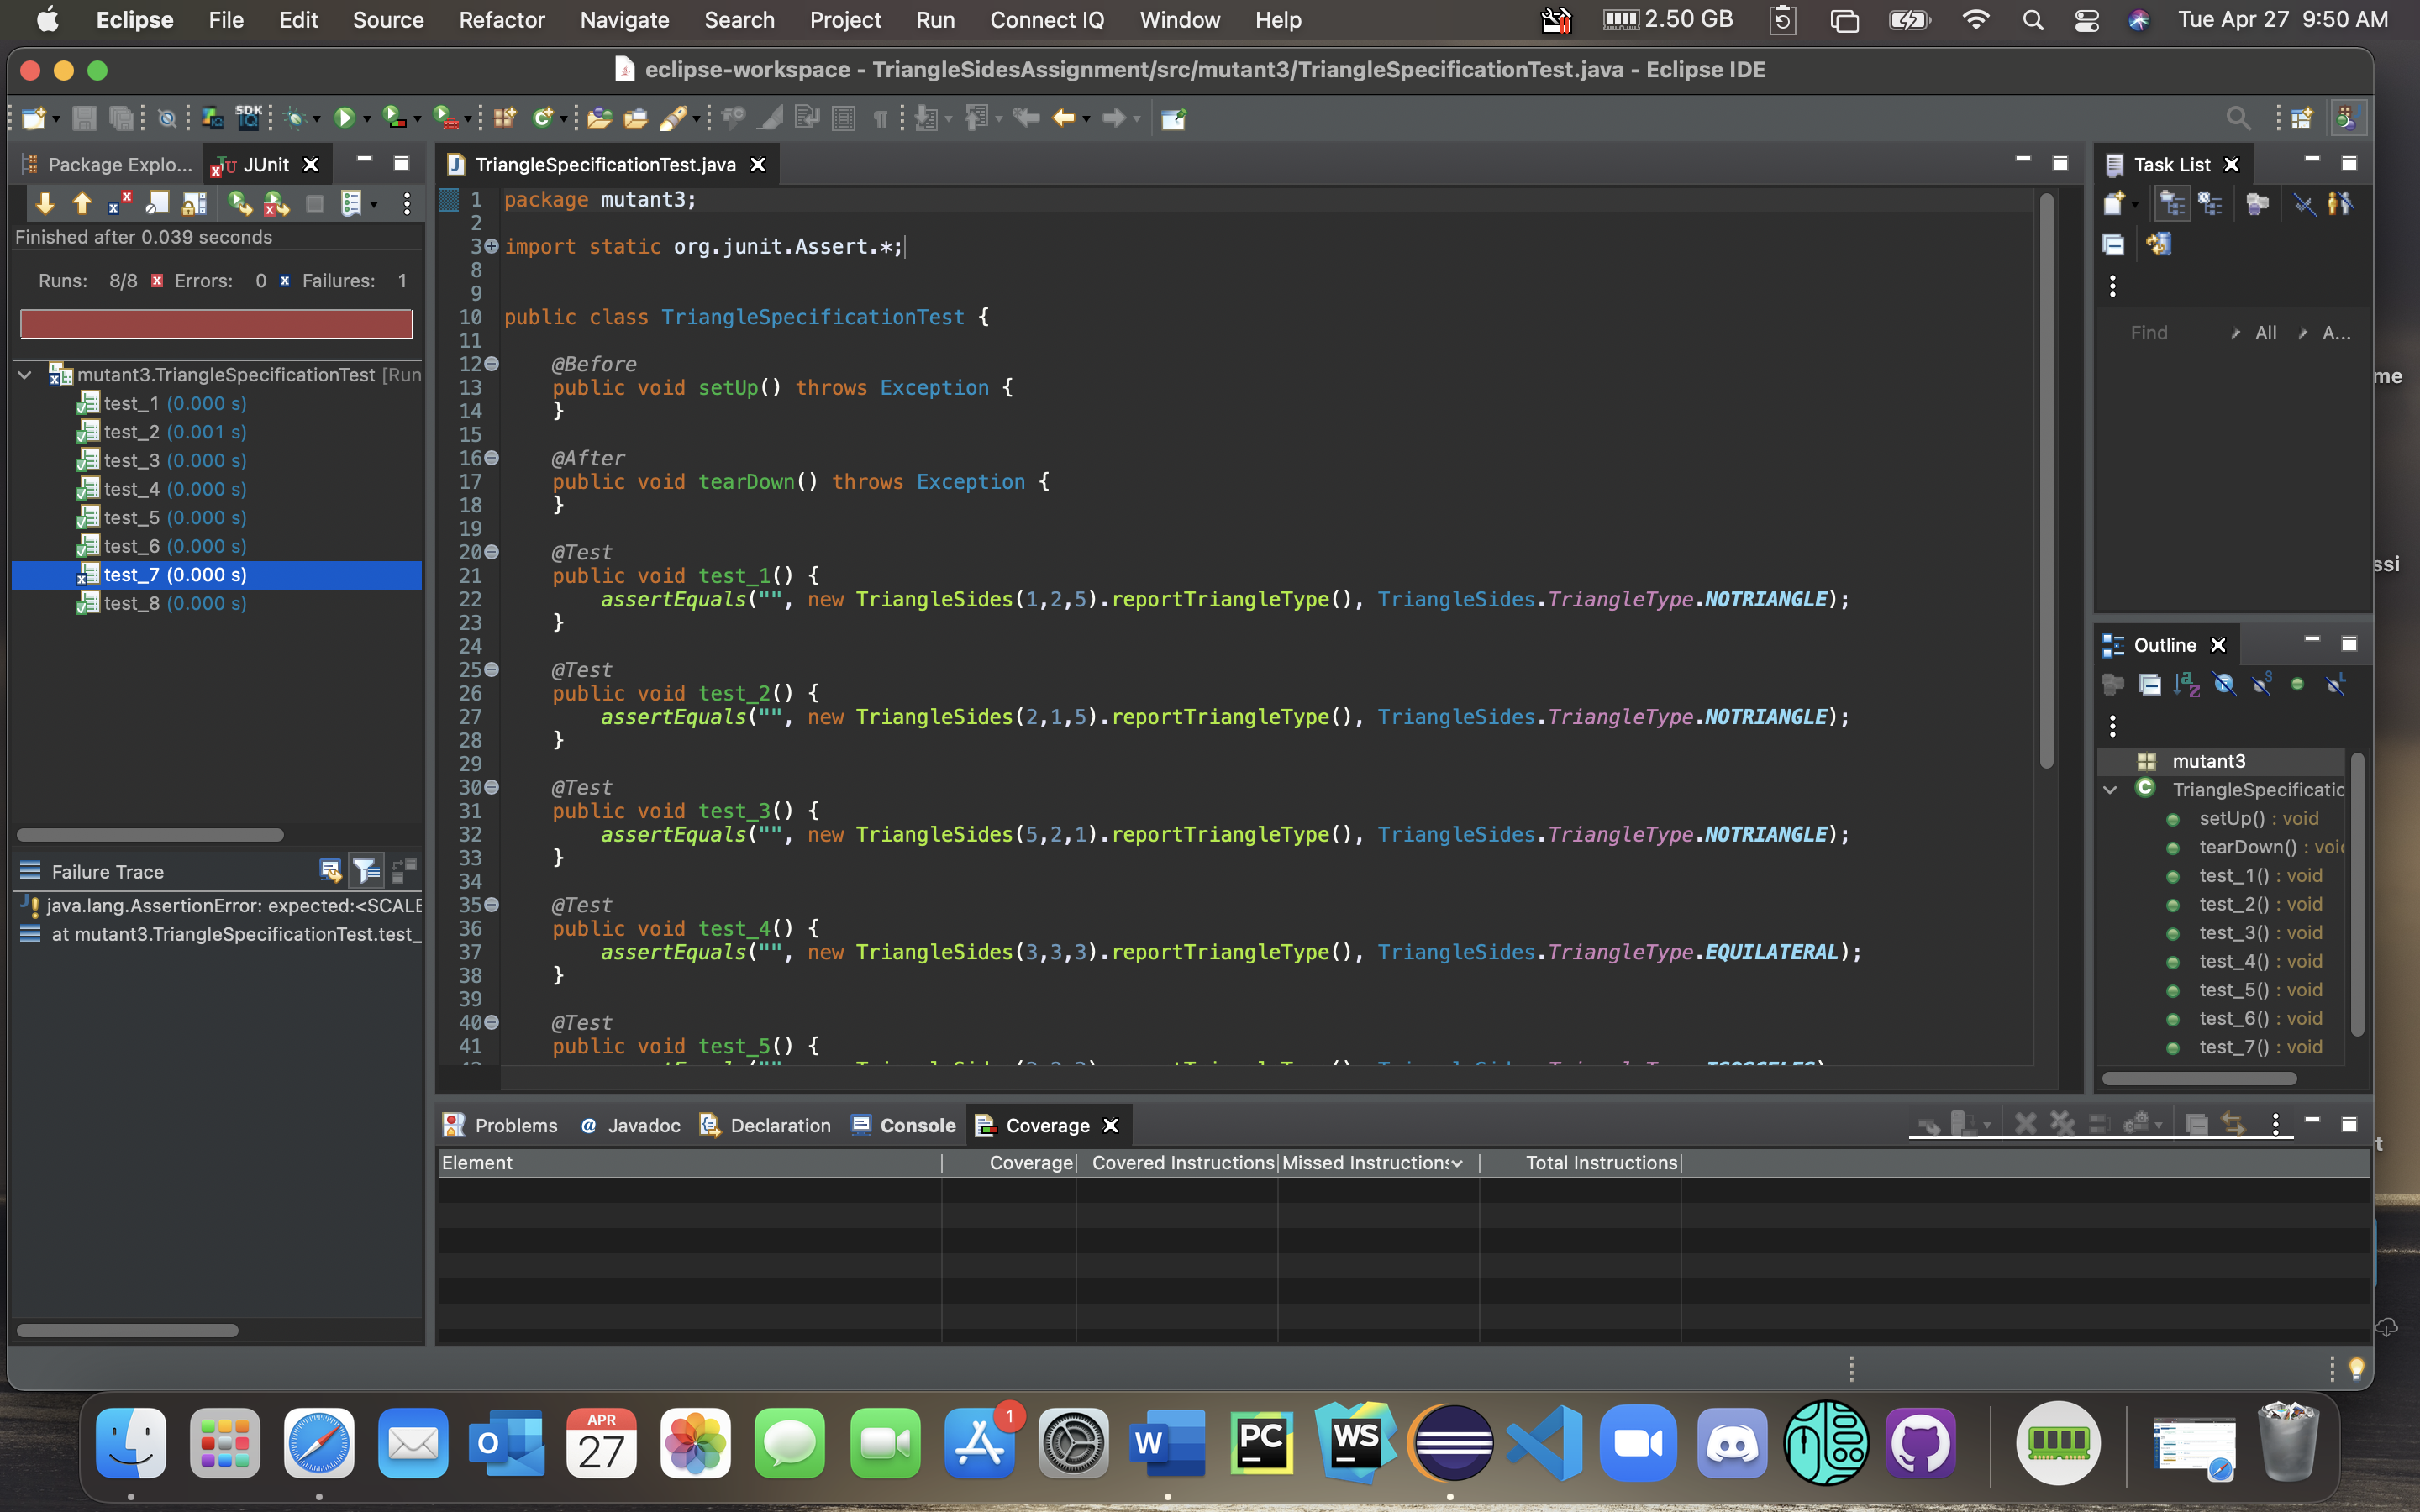 Eclipse File Edit Source Refactor Navigate Search Project Run Connect IQ Window Help 2.50 GB Tue Apr 27 9:50 AM
eclipse-workspace - TriangleSidesAssignment/src/mutant3/TriangleSpecificationTest.java - Eclipse IDE
SDK
Package Explo... JUnit
Finished after 0.039 seconds
Runs: 8/8 Errors: 0 Failures: 1
mutant3.TriangleSpecificationTest [Run
test_1 (0.000 s)
test_2 (0.001 s)
test_3 (0.000 s)
test_4 (0.000 s)
test_5 (0.000 s)
test_6 (0.000 s)
test_7 (0.000 s)
test_8 (0.000 s)
Failure Trace
java.lang.AssertionError: expected:<SCALE
at mutant3.TriangleSpecificationTest.test_
TriangleSpecificationTest.java
1 package mutant3;
2
3 import static org.junit.Assert.*;
8
9
10 public class TriangleSpecificationTest {
11
12 @Before
13 public void setUp() throws Exception {
14 }
15
16 @After
17 public void tearDown() throws Exception {
18 }
19
20 @Test
21 public void test_1() {
22 assertEquals("", new TriangleSides(1,2,5).reportTriangleType(), TriangleSides.TriangleType.NOTRIANGLE);
23 }
24
25 @Test
26 public void test_2() {
27 assertEquals("", new TriangleSides(2,1,5).reportTriangleType(), TriangleSides.TriangleType.NOTRIANGLE);
28 }
29
30 @Test
31 public void test_3() {
32 assertEquals("", new TriangleSides(5,2,1).reportTriangleType(), TriangleSides.TriangleType.NOTRIANGLE);
33 }
34
35 @Test
36 public void test_4() {
37 assertEquals("", new TriangleSides(3,3,3).reportTriangleType(), TriangleSides.TriangleType.EQUILATERAL);
38 }
39
40 @Test
41 public void test_5() {
Task List
Find All A...
Outline
mutant3
TriangleSpecificatio
setUp() : void
tearDown() : voi
test_1() : void
test_2() : void
test_3() : void
test_4() : void
test_5() : void
test_6() : void
test_7() : void
Problems Javadoc Declaration Console Coverage
Element Coverage Covered Instructions Missed Instructions Total Instructions
me
ssi
t
APR
27
1
W
PC
WS